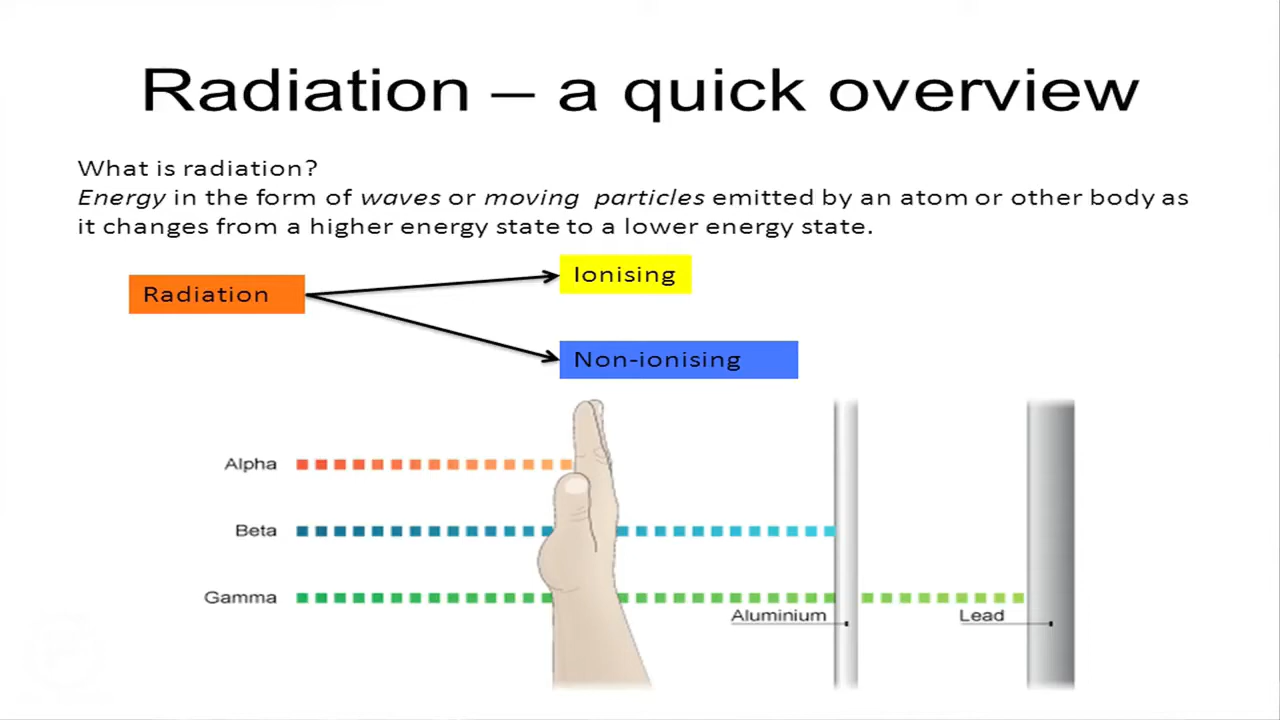 Radiation – a quick overview
What is radiation?
Energy in the form of waves or moving particles emitted by an atom or other body as
it changes from a higher energy state to a lower energy state.
Ionising
Radiation
Non-ionising
Alpha
Beta
Gamma
Aluminium
Lead